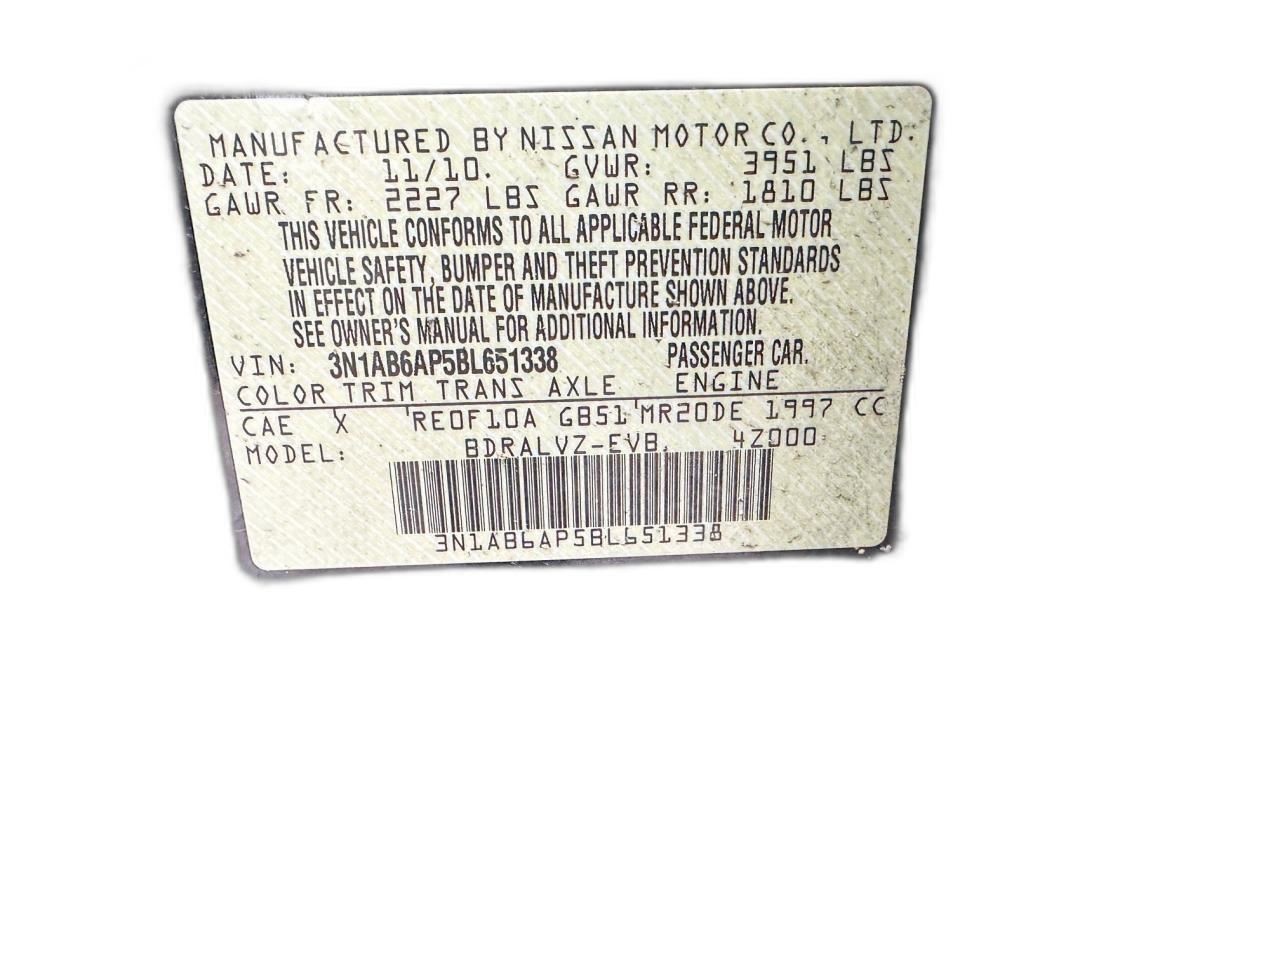 MANUFACTURED BY NISSAN MOTOR CO., LTD.
DATE: 11/10. GVWR: 3951 LBS
GAWR FR: 2227 LBS GAWR RR: 1810 LBS
THIS VEHICLE CONFORMS TO ALL APPLICABLE FEDERAL MOTOR
VEHICLE SAFETY, BUMPER AND THEFT PREVENTION STANDARDS
IN EFFECT ON THE DATE OF MANUFACTURE SHOWN ABOVE.
SEE OWNER'S MANUAL FOR ADDITIONAL INFORMATION.
VIN: 3N1AB6AP5BL651338 PASSENGER CAR.
COLOR TRIM TRANS AXLE ENGINE
CAE X RE0F10A GB51 MR20DE 1997 CC
MODEL: BDRALVZ-EVB, 4Z000
3N1AB6AP5BL651338